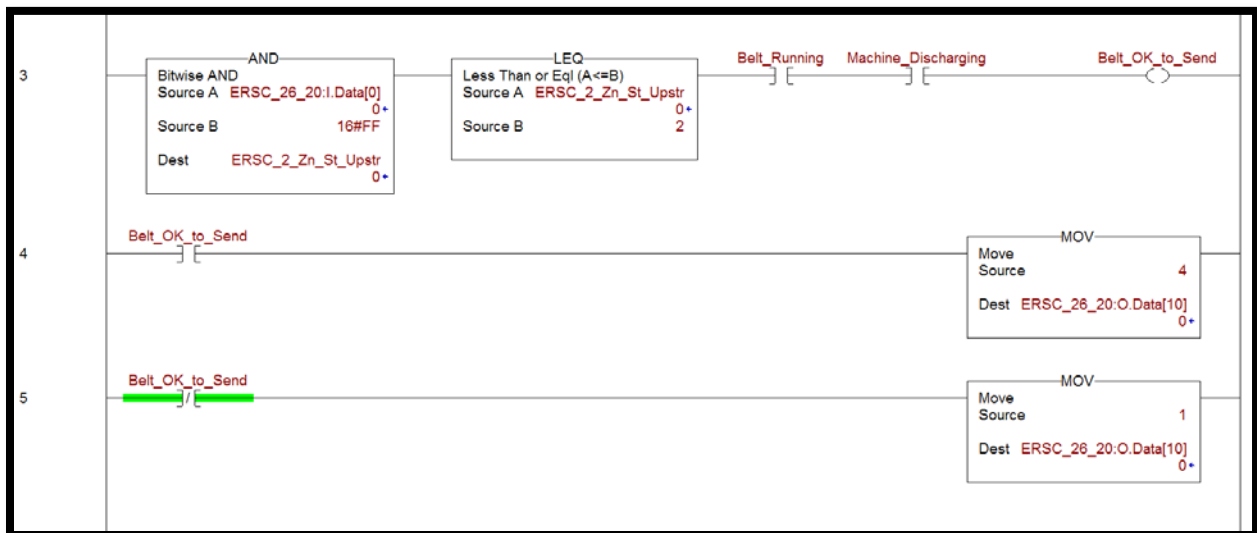 3
AND
Bitwise AND
Source A ERSC_26_20:I.Data[0]
0
Source B 16#FF
Dest ERSC_2_Zn_St_Upstr
0
LEQ
Less Than or Eql (A<=B)
Source A ERSC_2_Zn_St_Upstr
0
Source B 2
Belt_Running
Machine_Discharging
Belt_OK_to_Send
4
Belt_OK_to_Send
MOV
Move
Source 4
Dest ERSC_26_20:O.Data[10]
0
5
Belt_OK_to_Send
MOV
Move
Source 1
Dest ERSC_26_20:O.Data[10]
0